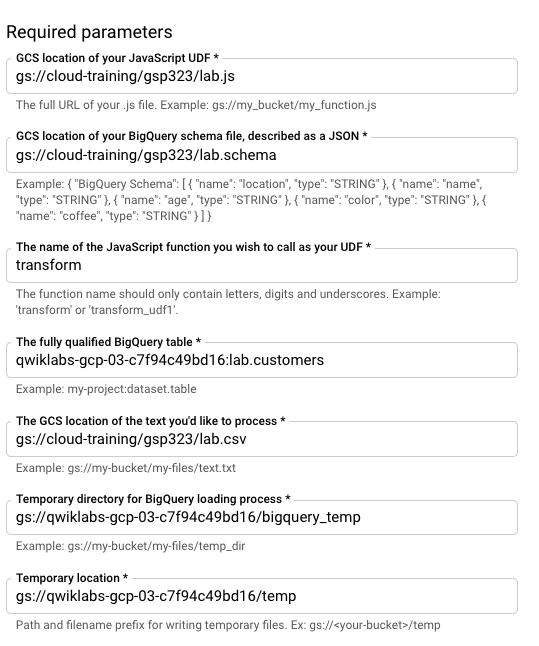 Required parameters
GCS location of your JavaScript UDF *
gs://cloud-training/gsp323/lab.js
The full URL of your .js file. Example: gs://my_bucket/my_function.js
GCS location of your BigQuery schema file, described as a JSON *
gs://cloud-training/gsp323/lab.schema
Example: { "BigQuery Schema": [ { "name": "location", "type": "STRING" }, { "name": "name",
"type": "STRING" }, { "name": "age", "type": "STRING" }, { "name": "color", "type": "STRING" }, {
"name": "coffee", "type": "STRING" } ] }
The name of the JavaScript function you wish to call as your UDF *
transform
The function name should only contain letters, digits and underscores. Example:
'transform' or 'transform_udf1'.
The fully qualified BigQuery table *
qwiklabs-gcp-03-c7f94c49bd16:lab.customers
Example: my-project:dataset.table
The GCS location of the text you'd like to process *
gs://cloud-training/gsp323/lab.csv
Example: gs://my-bucket/my-files/text.txt
Temporary directory for BigQuery loading process *
gs://qwiklabs-gcp-03-c7f94c49bd16/bigquery_temp
Example: gs://my-bucket/my-files/temp_dir
Temporary location *
gs://qwiklabs-gcp-03-c7f94c49bd16/temp
Path and filename prefix for writing temporary files. Ex: gs://<your-bucket>/temp